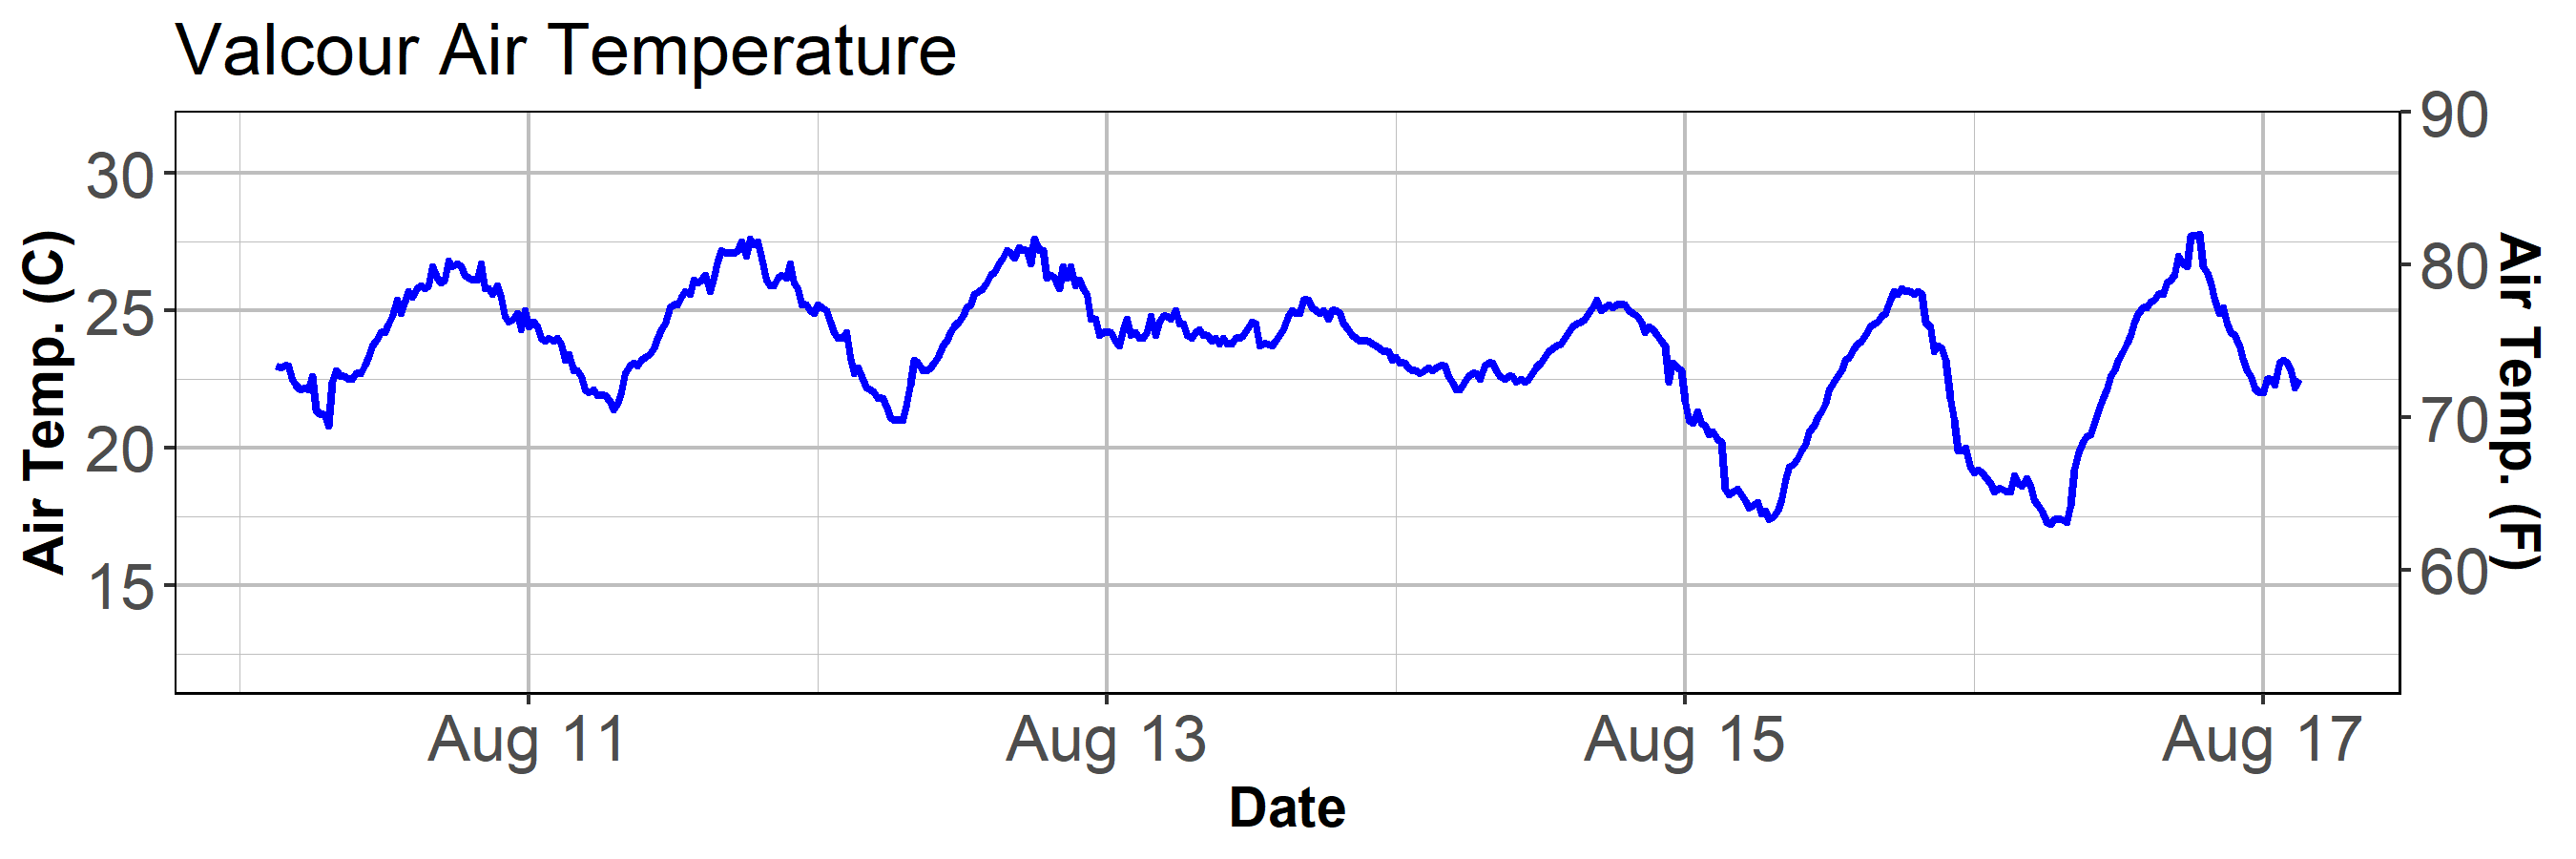 Valcour Air Temperature
Air Temp. (C)
30
25
20
15
90
80
70
60
Air Temp. (F)
Aug 11
Aug 13
Aug 15
Aug 17
Date